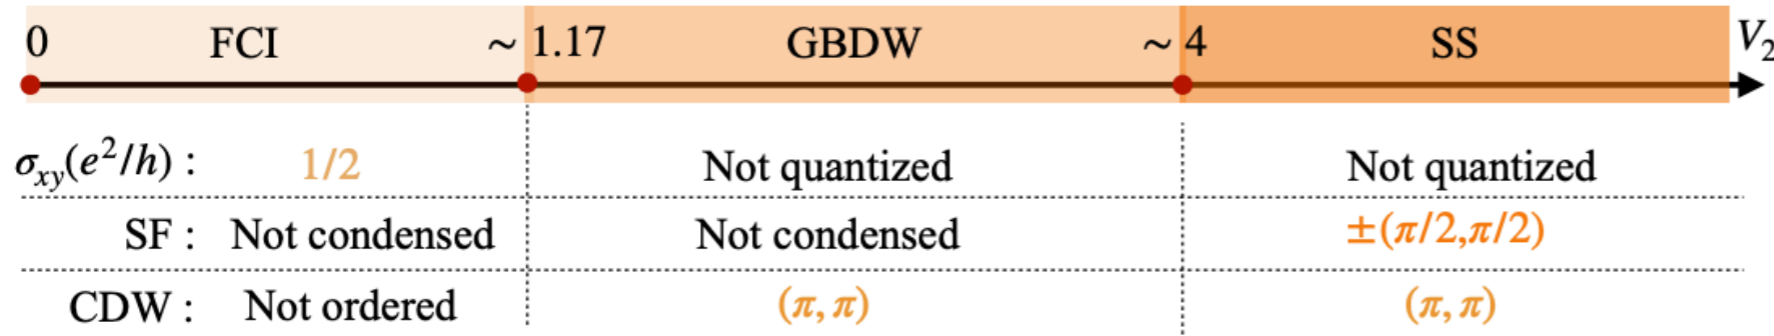 0 FCI ~ 1.17 GBDW ~ 4 SS V₂
σₓᵧ(e²/h) : 1/2 Not quantized Not quantized
SF : Not condensed Not condensed ±(π/2,π/2)
CDW : Not ordered (π, π) (π, π)